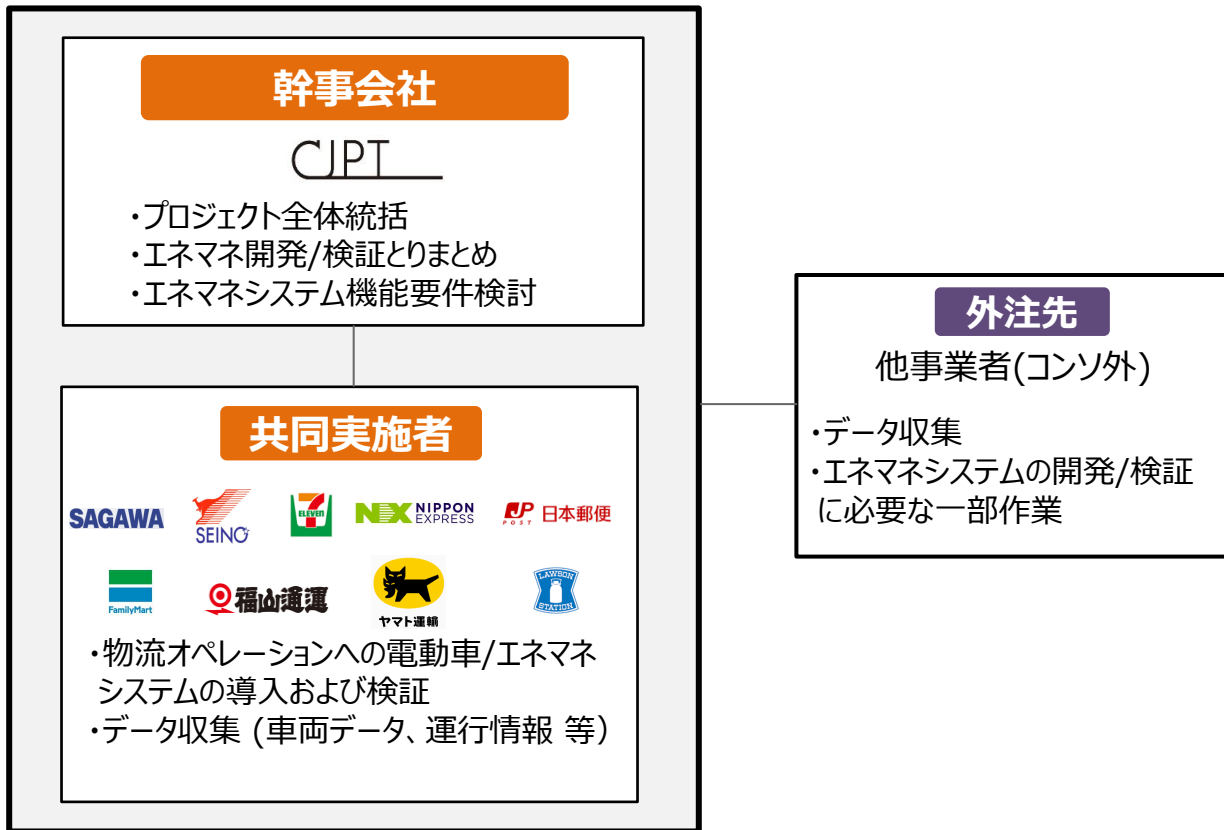 幹事会社
CJPT
・プロジェクト全体統括
・エネマネ開発/検証とりまとめ
・エネマネシステム機能要件検討
共同実施者
SAGAWA
SEINO
ELEVEN
NX NIPPON EXPRESS
JP POST 日本郵便
FamilyMart
福山通運
ヤマト運輸
LAWSON STATION
・物流オペレーションへの電動車/エネマネ
システムの導入および検証
・データ収集 (車両データ、運行情報 等)
外注先
他事業者(コンソ外)
・データ収集
・エネマネシステムの開発/検証
に必要な一部作業